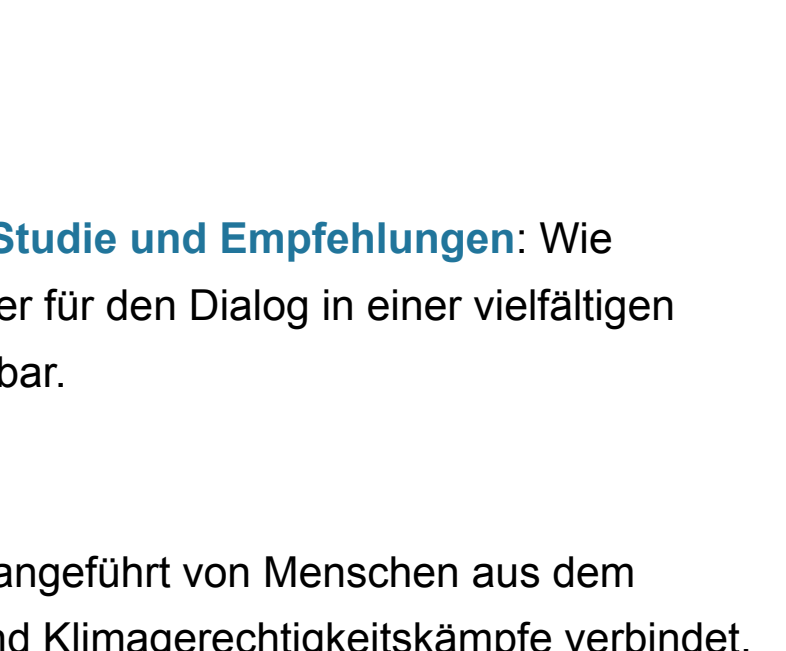 Studie und Empfehlungen: Wie
er für den Dialog in einer vielfältigen
bar.
angeführt von Menschen aus dem
nd Klimagerechtigkeitskämpfe verbindet.